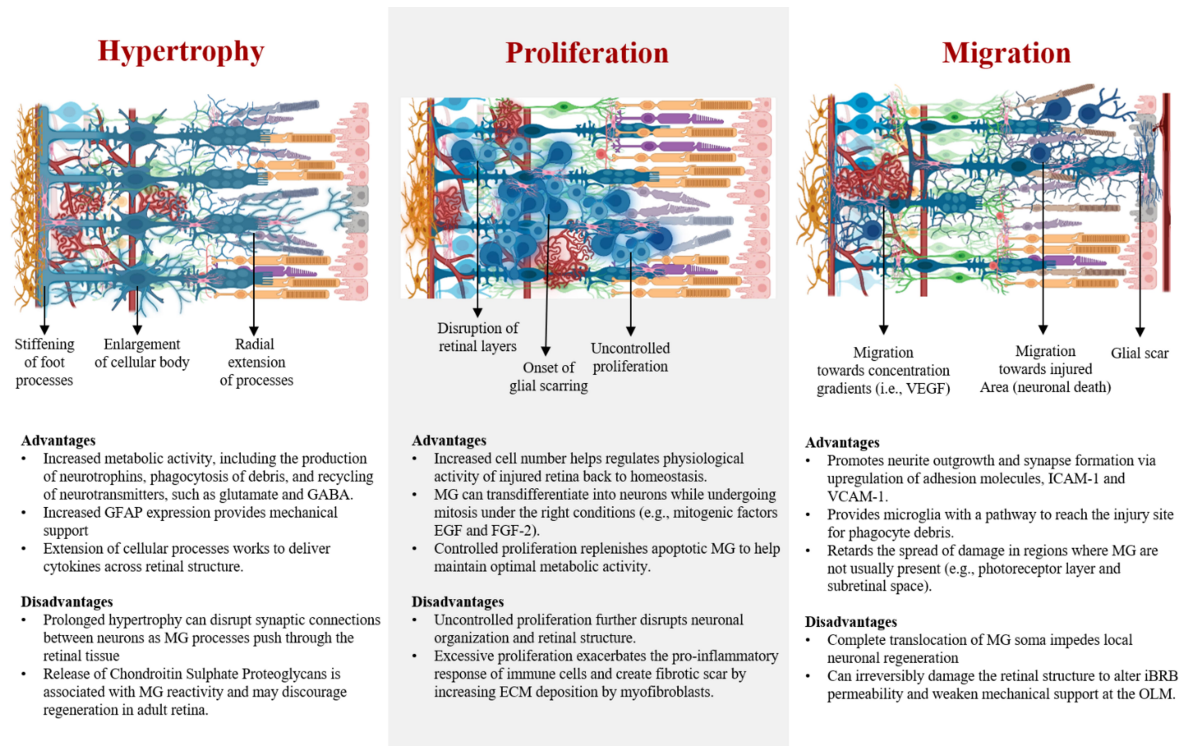 Hypertrophy
Stiffening
of foot
processes
Enlargement
of cellular body
Radial
extension
of processes
Advantages
• Increased metabolic activity, including the production
of neurotrophins, phagocytosis of debris, and recycling
of neurotransmitters, such as glutamate and GABA.
• Increased GFAP expression provides mechanical
support
• Extension of cellular processes works to deliver
cytokines across retinal structure.
Disadvantages
• Prolonged hypertrophy can disrupt synaptic connections
between neurons as MG processes push through the
retinal tissue
• Release of Chondroitin Sulphate Proteoglycans is
associated with MG reactivity and may discourage
regeneration in adult retina.
Proliferation
Disruption of
retinal layers
Onset of
glial scarring
Uncontrolled
proliferation
Advantages
• Increased cell number helps regulates physiological
activity of injured retina back to homeostasis.
• MG can transdifferentiate into neurons while undergoing
mitosis under the right conditions (e.g., mitogenic factors
EGF and FGF-2).
• Controlled proliferation replenishes apoptotic MG to help
maintain optimal metabolic activity.
Disadvantages
• Uncontrolled proliferation further disrupts neuronal
organization and retinal structure.
• Excessive proliferation exacerbates the pro-inflammatory
response of immune cells and create fibrotic scar by
increasing ECM deposition by myofibroblasts.
Migration
Migration
towards concentration
gradients (i.e., VEGF)
Migration
towards injured
Area (neuronal death)
Glial scar
Advantages
• Promotes neurite outgrowth and synapse formation via
upregulation of adhesion molecules, ICAM-1 and
VCAM-1.
• Provides microglia with a pathway to reach the injury site
for phagocyte debris.
• Retards the spread of damage in regions where MG are
not usually present (e.g., photoreceptor layer and
subretinal space).
Disadvantages
• Complete translocation of MG soma impedes local
neuronal regeneration
• Can irreversibly damage the retinal structure to alter iBRB
permeability and weaken mechanical support at the OLM.